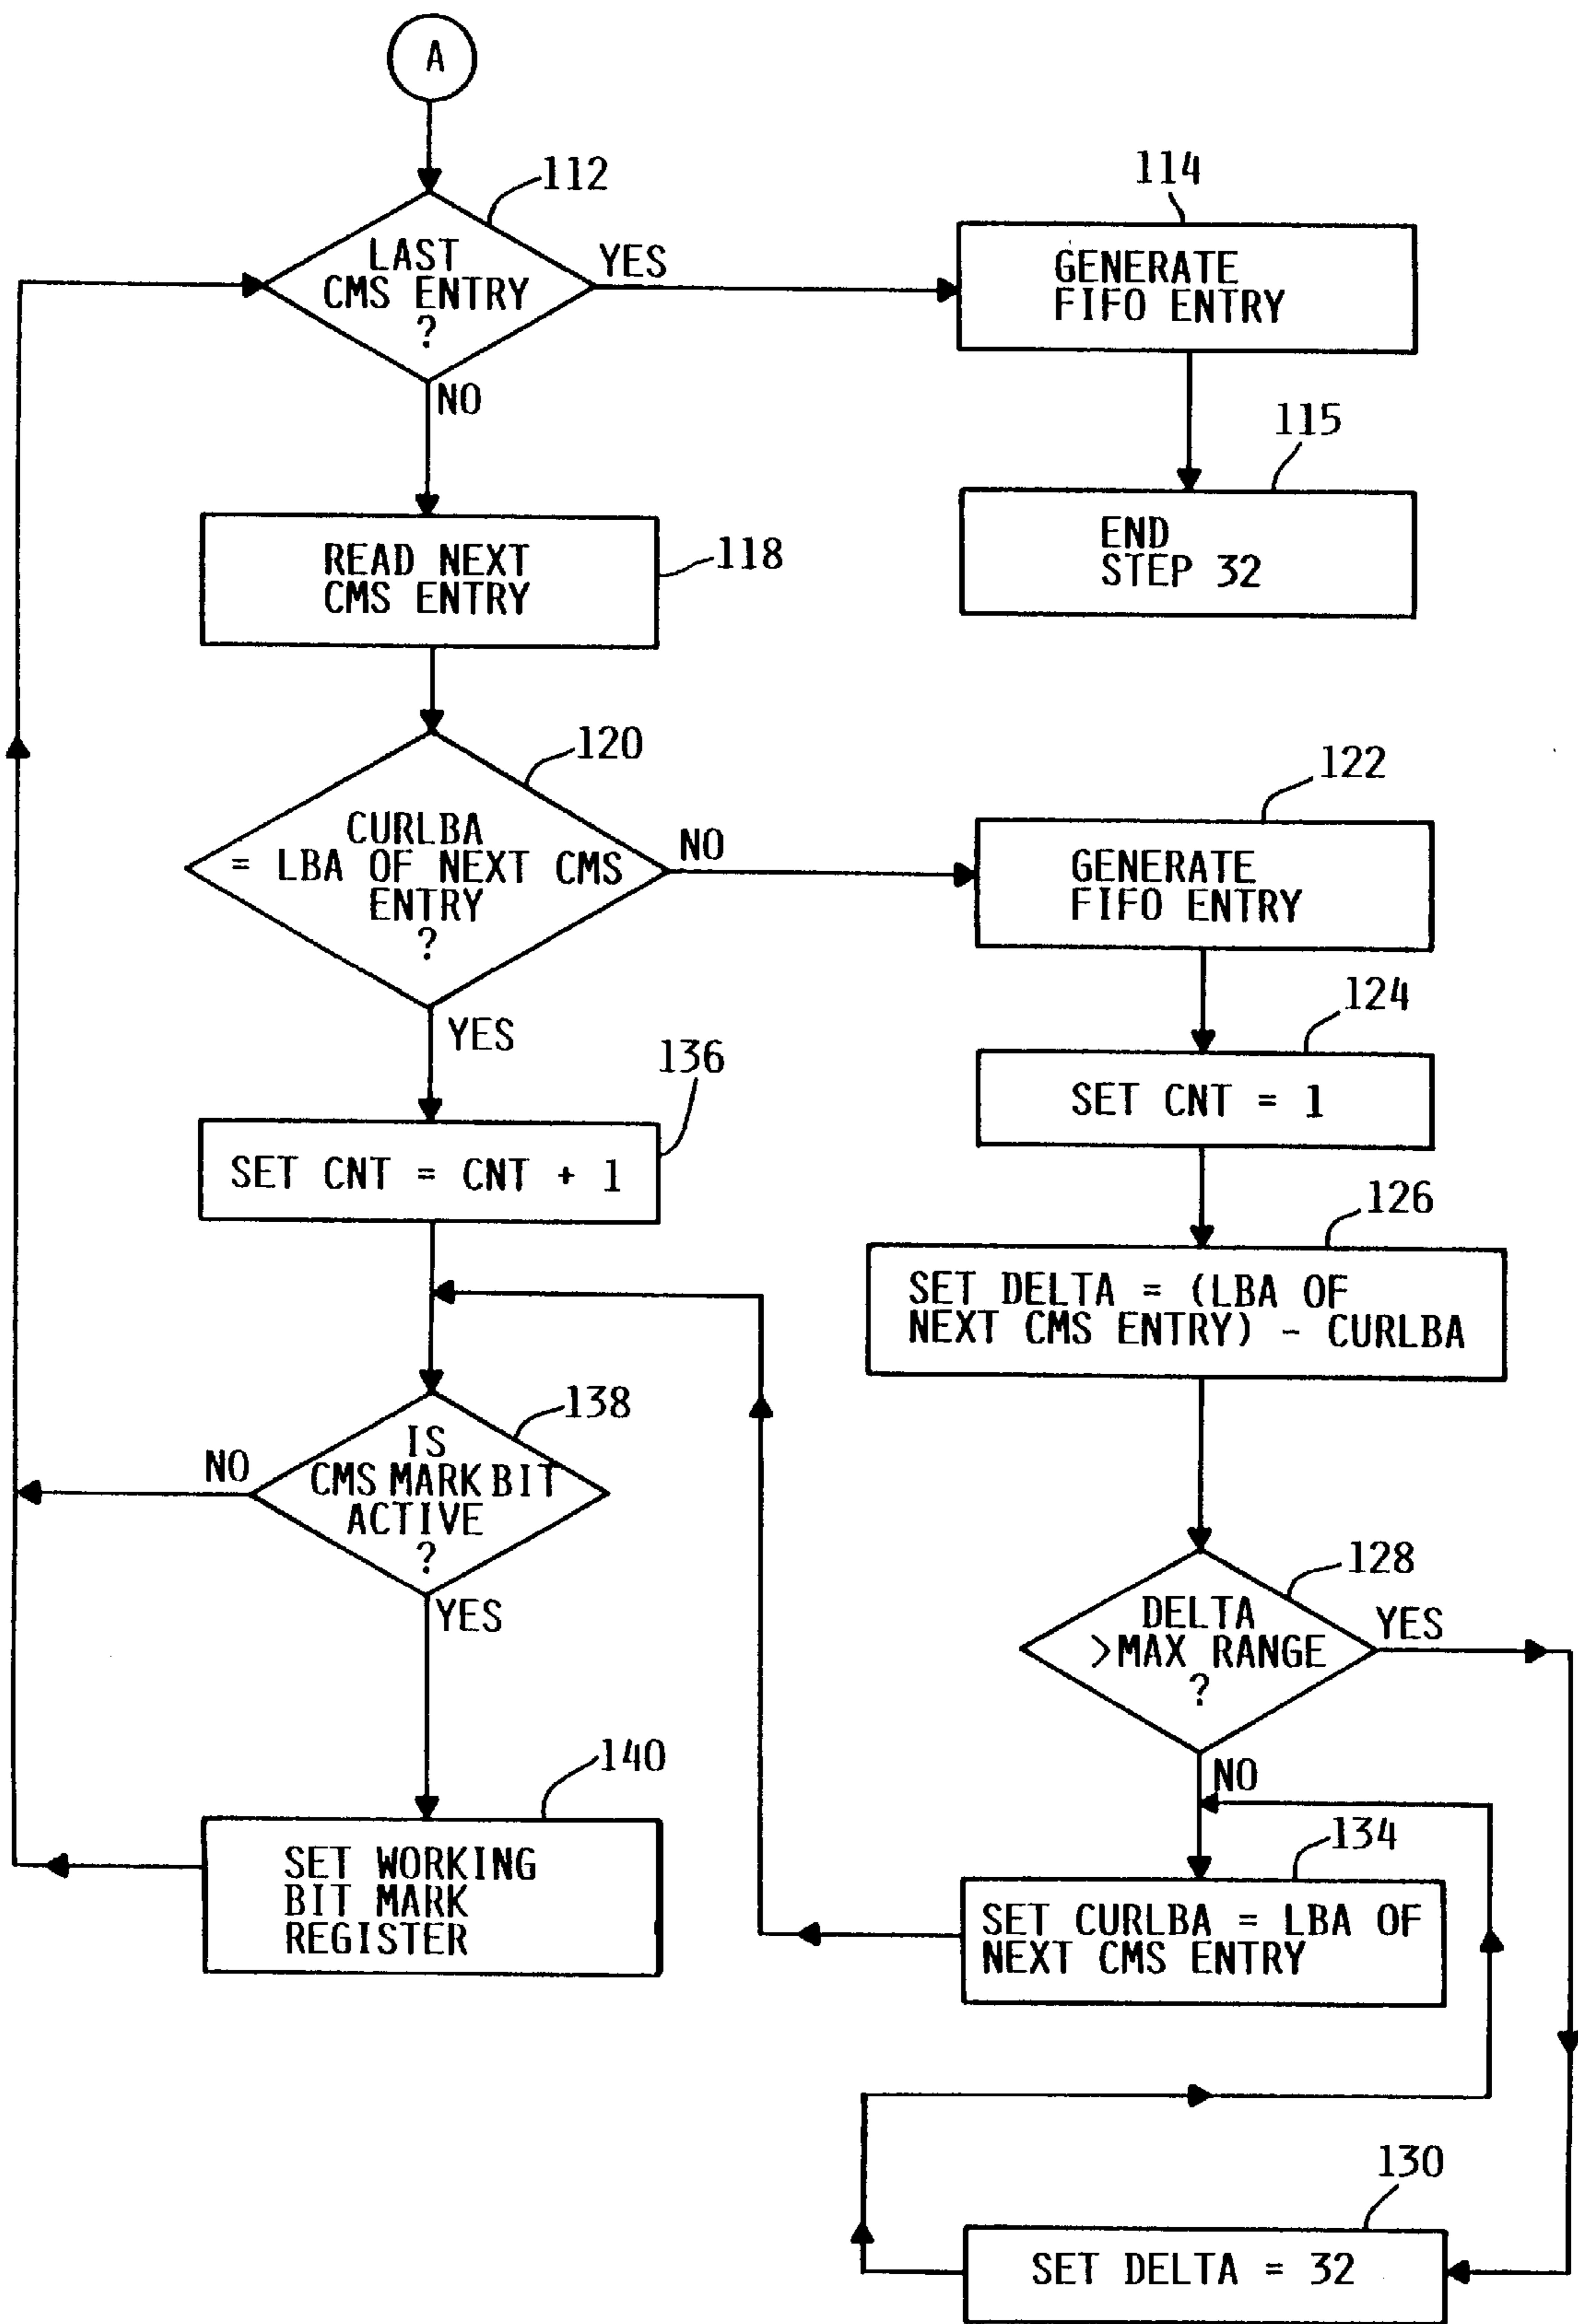 A
112
LAST
CMS ENTRY
?
YES
NO
114
GENERATE
FIFO ENTRY
115
END
STEP 32
READ NEXT
CMS ENTRY
118
120
CURLBA
= LBA OF NEXT CMS
ENTRY
?
NO
YES
122
GENERATE
FIFO ENTRY
124
SET CNT = 1
136
SET CNT = CNT + 1
126
SET DELTA = (LBA OF
NEXT CMS ENTRY) - CURLBA
138
IS
CMS MARK BIT
ACTIVE
?
NO
YES
128
DELTA
>MAX RANGE
?
YES
NO
140
SET WORKING
BIT MARK
REGISTER
134
SET CURLBA = LBA OF
NEXT CMS ENTRY
130
SET DELTA = 32